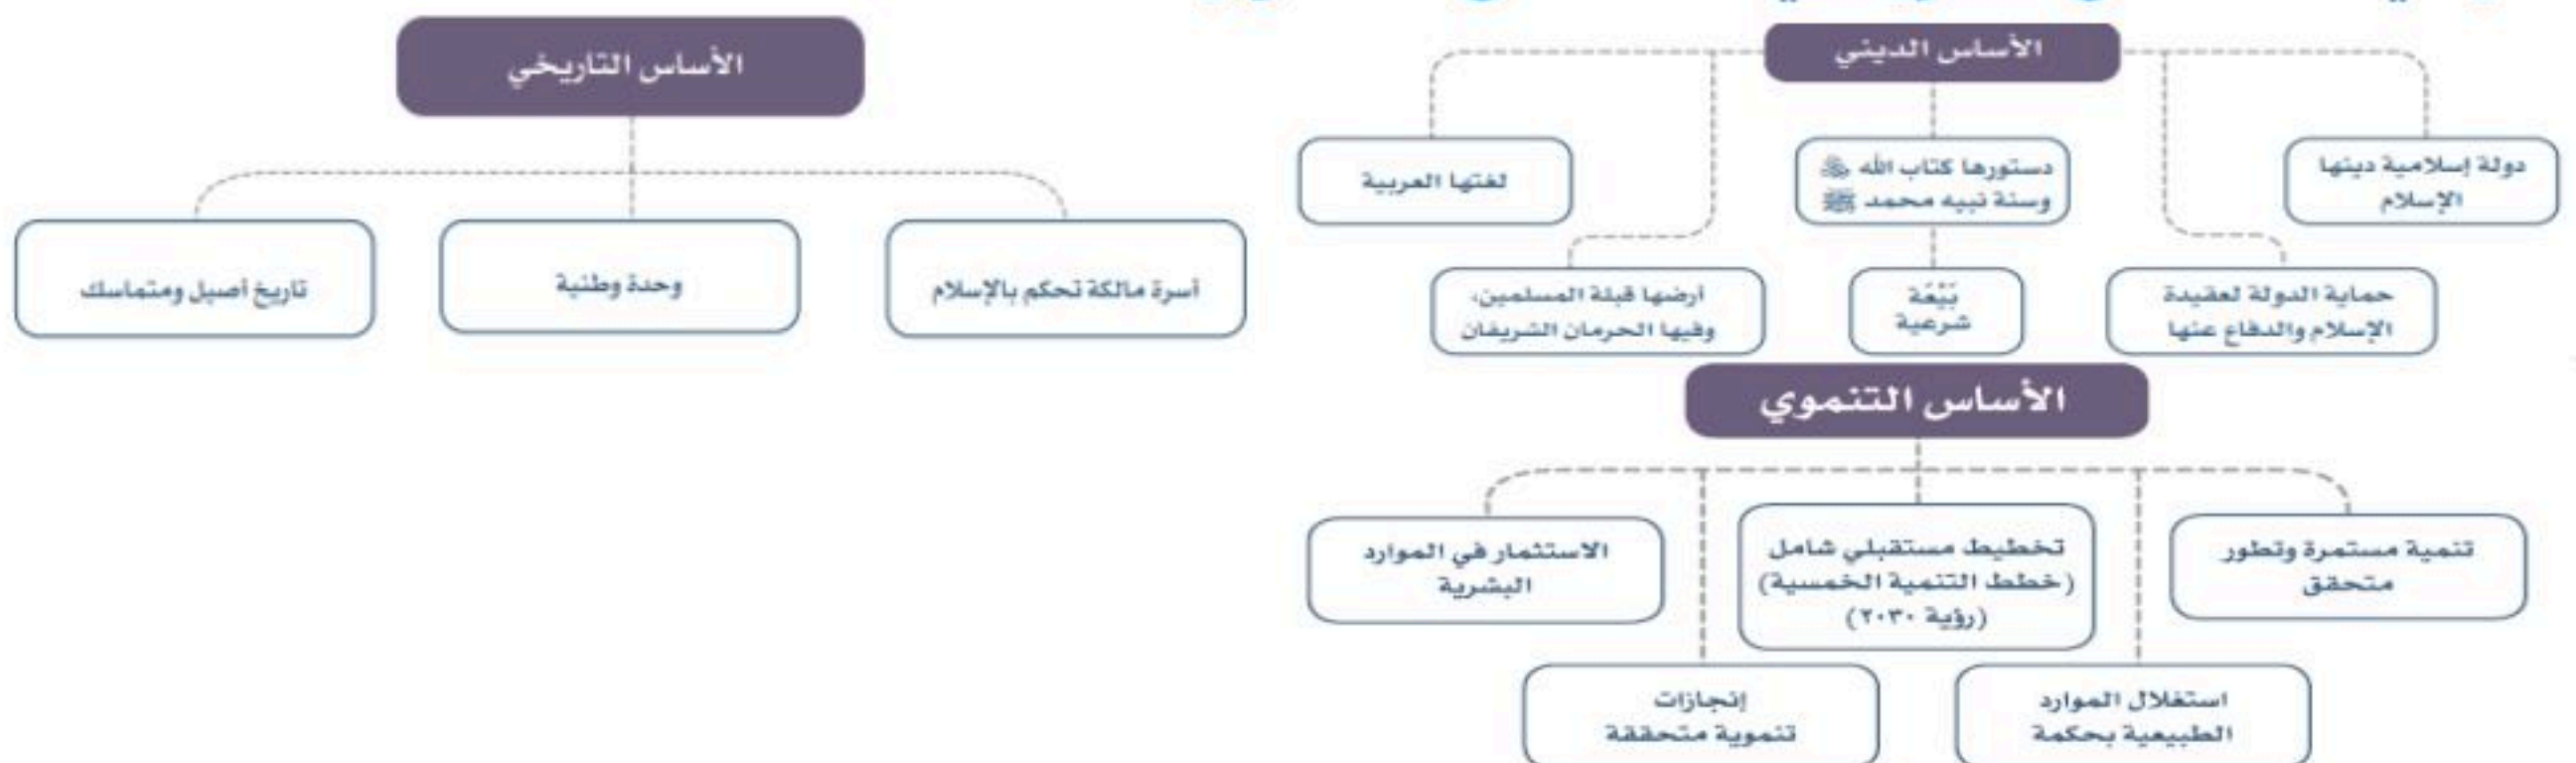 الأساس الديني
دولة إسلامية دينها
الإسلام
حماية الدولة لعقيدة
الإسلام والدفاع عنها
دستورها كتاب الله ﷻ
وسنة نبيه محمد ﷺ
بَيْعَة
شرعية
أرضها قبلة المسلمين،
وفيها الحرمان الشريفان
لغتها العربية
الأساس التاريخي
أسرة مالكة تحكم بالإسلام
وحدة وطنية
تاريخ أصيل ومتماسك
الأساس التنموي
تنمية مستمرة وتطور
متحقق
استغلال الموارد
الطبيعية بحكمة
تخطيط مستقبلي شامل
(خطط التنمية الخمسية)
(رؤية ٢٠٣٠)
إنجازات
تنموية متحققة
الاستثمار في الموارد
البشرية